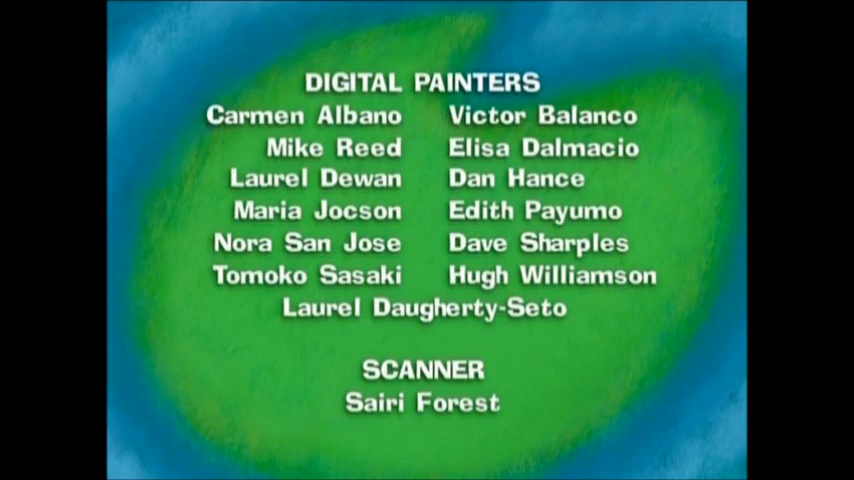 DIGITAL PAINTERS
Carmen Albano Victor Balanco
Mike Reed Elisa Dalmacio
Laurel Dewan Dan Hance
Maria Jocson Edith Payumo
Nora San Jose Dave Sharples
Tomoko Sasaki Hugh Williamson
Laurel Daugherty-Seto
SCANNER
Sairi Forest